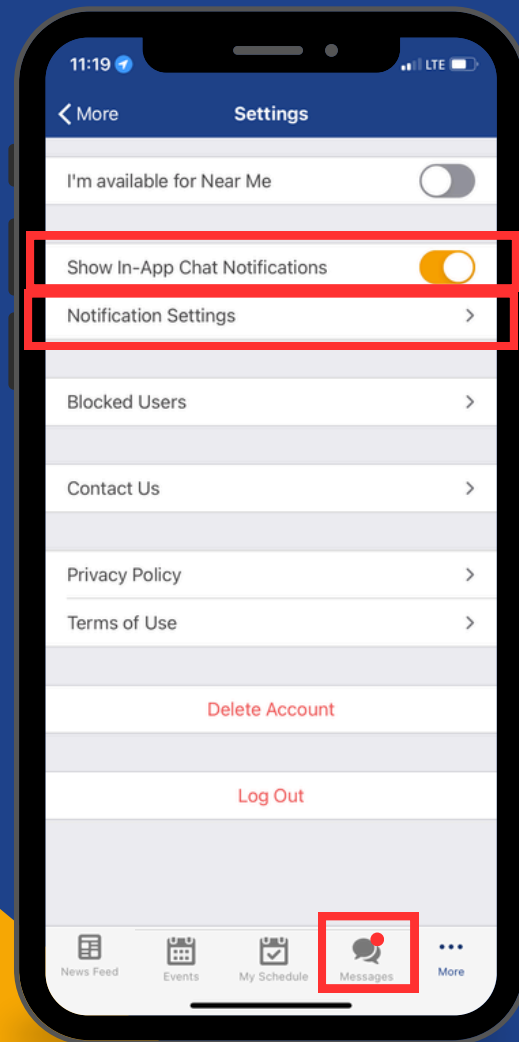 11:19
LTE
More
Settings
I'm available for Near Me
Show In-App Chat Notifications
Notification Settings
Blocked Users
Contact Us
Privacy Policy
Terms of Use
Delete Account
Log Out
News Feed
Events
My Schedule
Messages
More